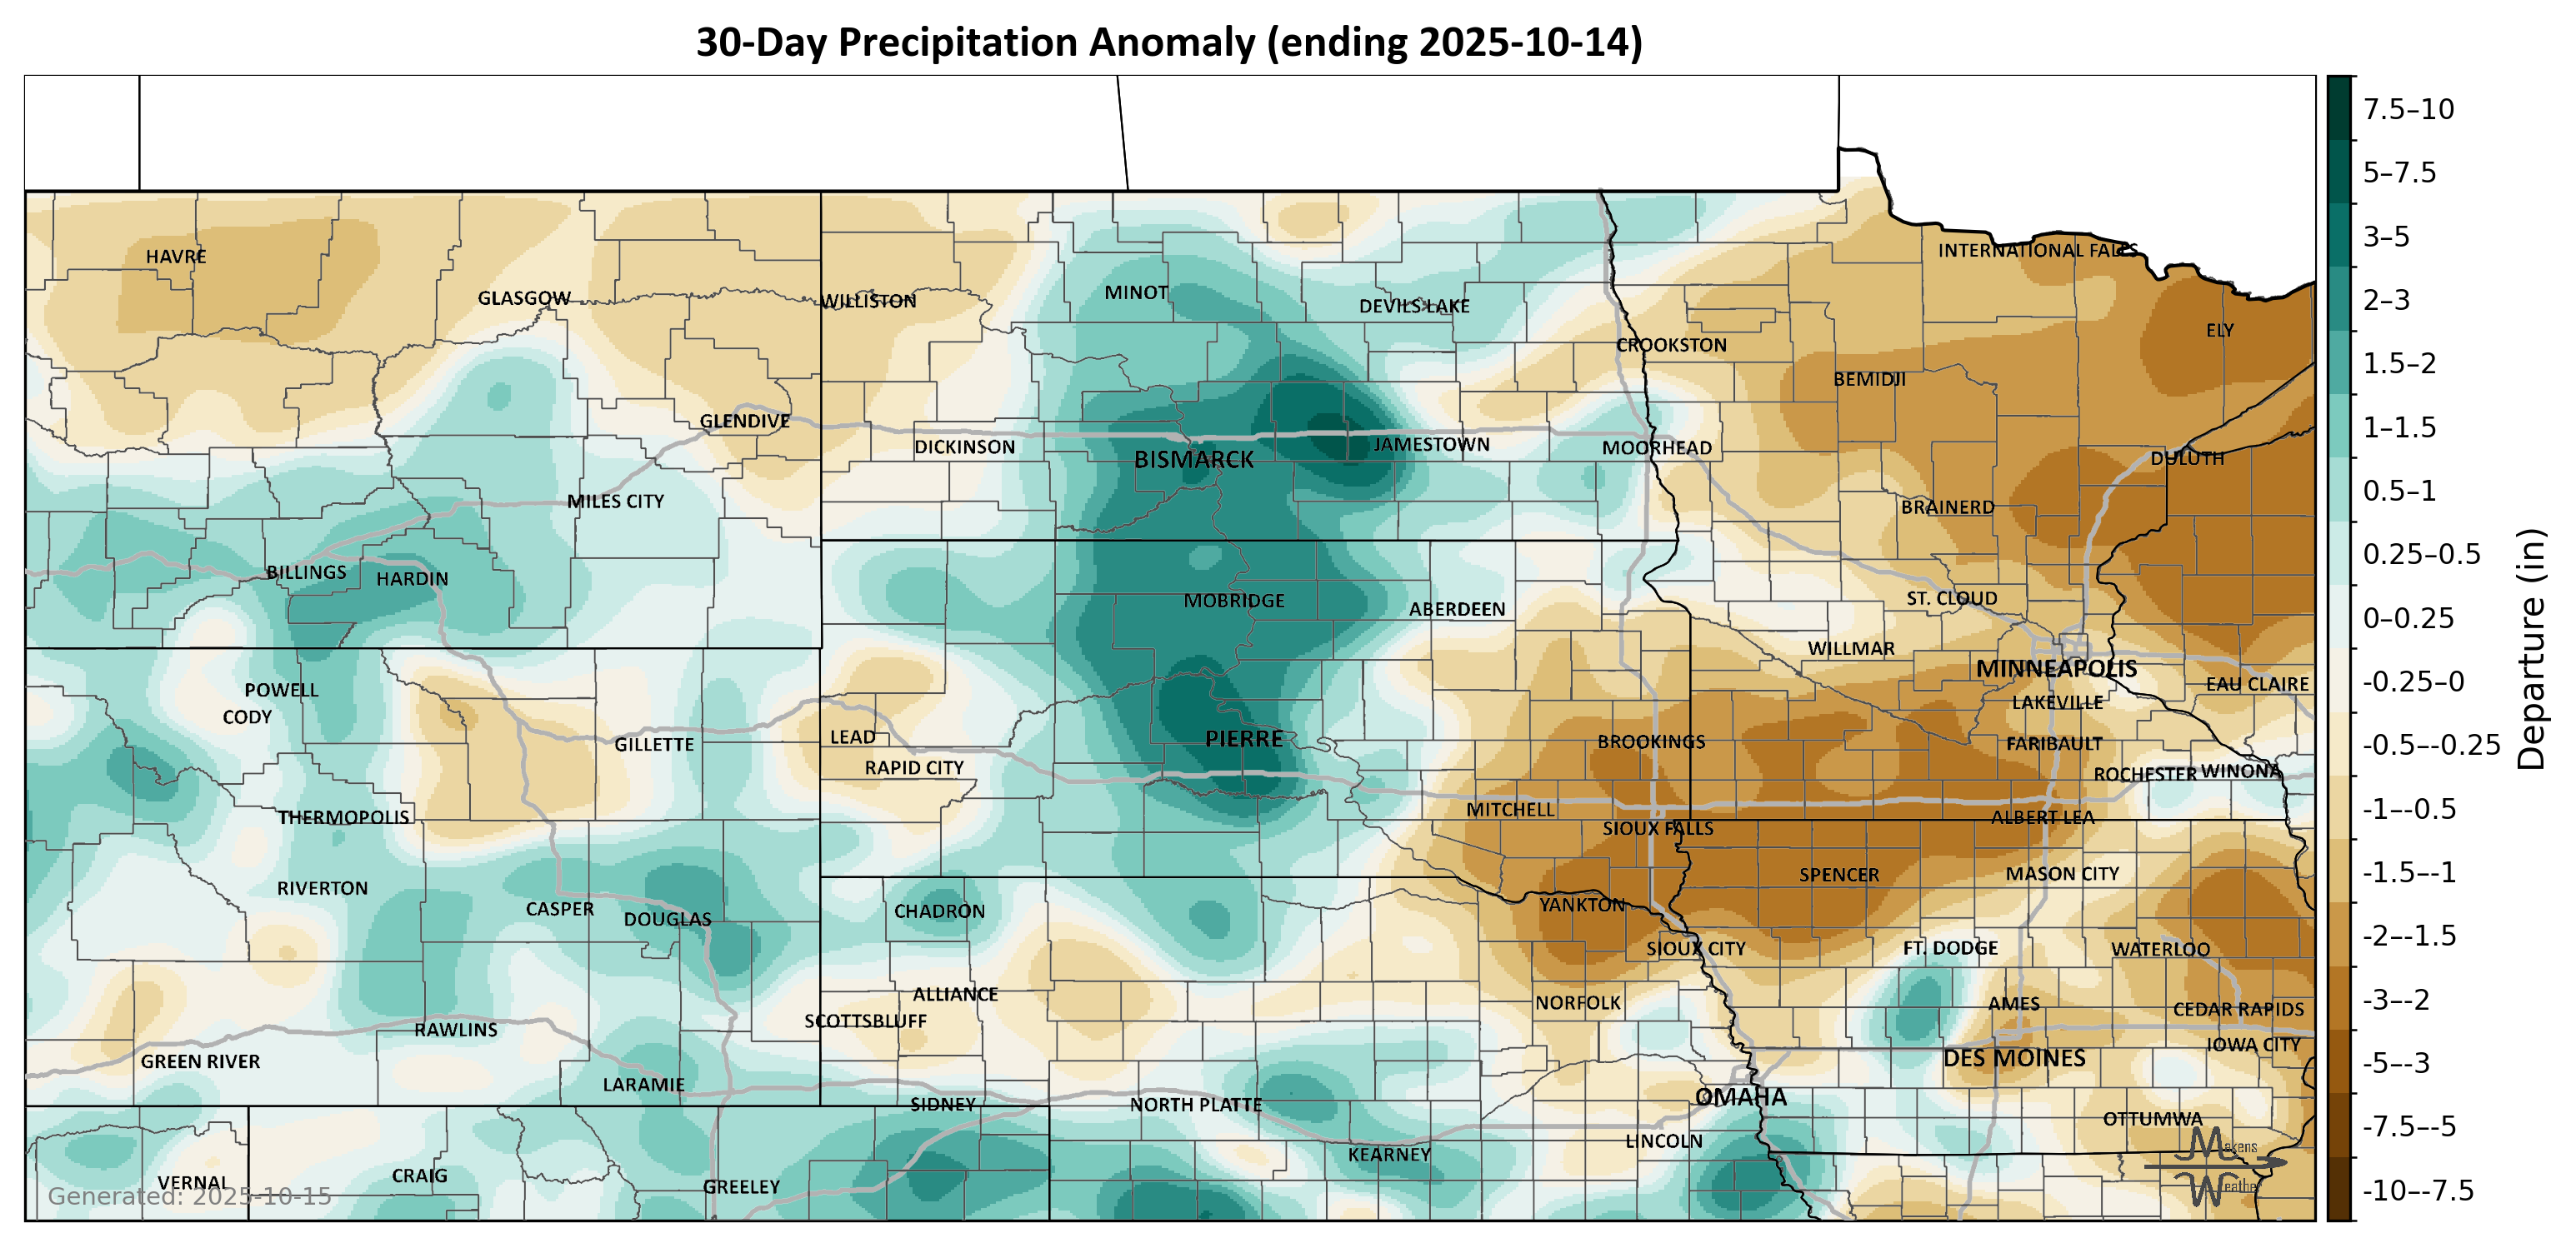 30-Day Precipitation Anomaly (ending 2025-10-14)
HAVRE
GLASGOW
WILLISTON
MINOT
DEVILS LAKE
INTERNATIONAL FALLS
ELY
CROOKSTON
BEMIDJI
GLENDIVE
DICKINSON
BISMARCK
JAMESTOWN
MOORHEAD
DULUTH
MILES CITY
BRAINERD
BILLINGS
HARDIN
MOBRIDGE
ABERDEEN
ST. CLOUD
WILLMAR
MINNEAPOLIS
EAU CLAIRE
POWELL
CODY
LAKEVILLE
GILLETTE
LEAD
PIERRE
BROOKINGS
FARIBAULT
RAPID CITY
ROCHESTER
WINONA
THERMOPOLIS
MITCHELL
SIOUX FALLS
ALBERT LEA
RIVERTON
SPENCER
MASON CITY
CASPER
DOUGLAS
CHADRON
YANKTON
SIOUX CITY
FT. DODGE
WATERLOO
ALLIANCE
NORFOLK
AMES
CEDAR RAPIDS
SCOTTSBLUFF
RAWLINS
GREEN RIVER
DES MOINES
IOWA CITY
LARAMIE
SIDNEY
NORTH PLATTE
OMAHA
OTTUMWA
LINCOLN
KEARNEY
VERNAL
CRAIG
GREELEY
Generated: 2025-10-15
Makens
Weather
7.5–10
5–7.5
3–5
2–3
1.5–2
1–1.5
0.5–1
0.25–0.5
0–0.25
-0.25–0
-0.5–-0.25
-1–-0.5
-1.5–-1
-2–-1.5
-3–-2
-5–-3
-7.5–-5
-10–-7.5
Departure (in)